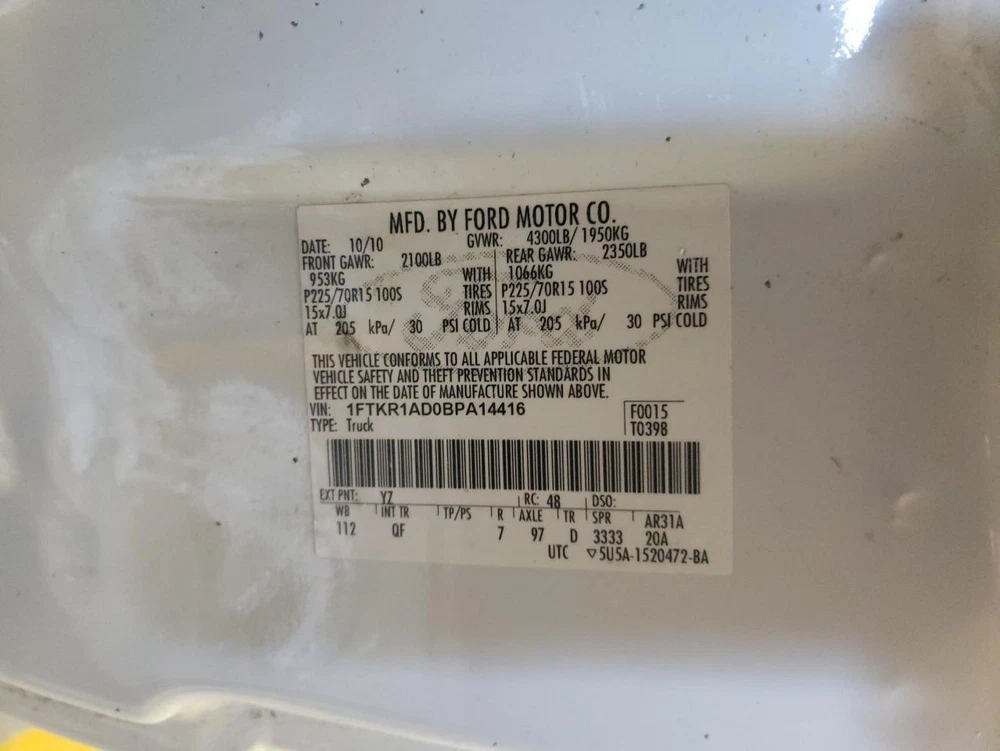 MFD. BY FORD MOTOR CO.
DATE: 10/10 GVWR: 4300LB/ 1950KG
FRONT GAWR: 2100LB REAR GAWR: 2350LB
953KG WITH 1066KG WITH
P225/70R15 100S TIRES P225/70R15 100S TIRES
15x7.0J RIMS 15x7.0J RIMS
AT 205 kPa/ 30 PSI COLD AT 205 kPa/ 30 PSI COLD
THIS VEHICLE CONFORMS TO ALL APPLICABLE FEDERAL MOTOR
VEHICLE SAFETY AND THEFT PREVENTION STANDARDS IN
EFFECT ON THE DATE OF MANUFACTURE SHOWN ABOVE.
VIN: 1FTKR1AD0BPA14416 F0015
TYPE: Truck T0398
EXT PNT: YZ RC: 48 DSO:
WB INT TR TP/PS R AXLE TR SPR AR31A
112 QF 7 97 D 3333 20A
UTC ▽5U5A-1520472-BA